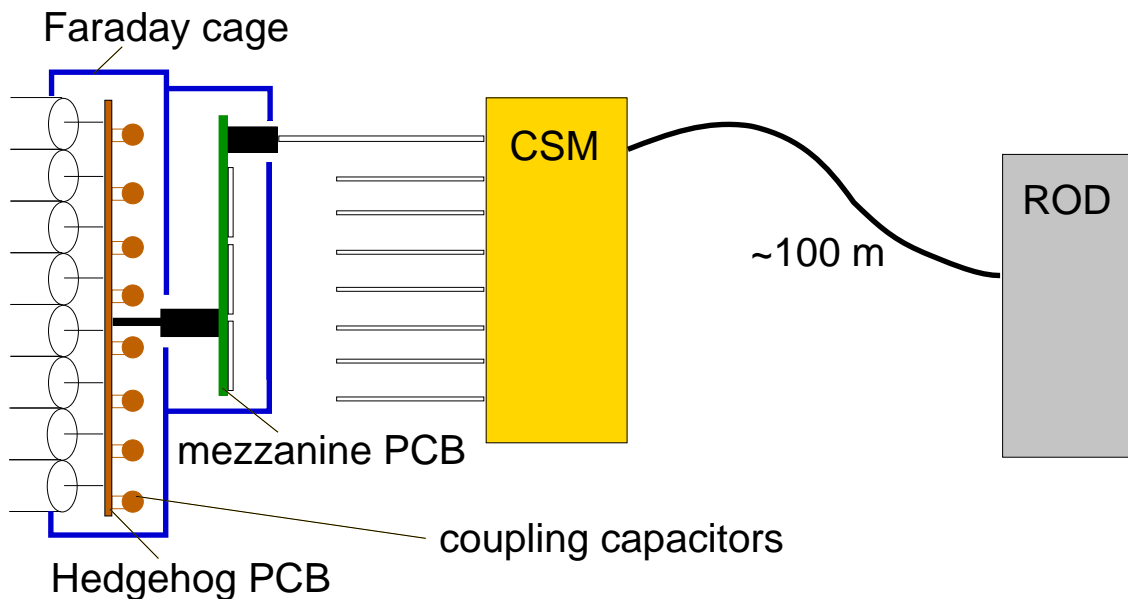 Faraday cage
CSM
ROD
~100 m
mezzanine PCB
coupling capacitors
Hedgehog PCB